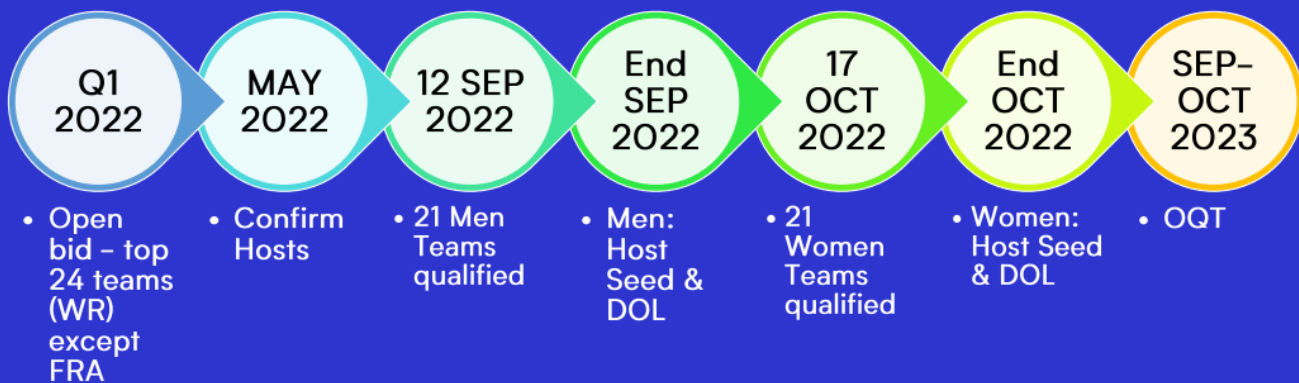 Q1
2022
MAY
2022
12 SEP
2022
End
SEP
2022
17
OCT
2022
End
OCT
2022
SEP–
OCT
2023
• Open
bid – top
24 teams
(WR)
except
FRA
• Confirm
Hosts
• 21 Men
Teams
qualified
• Men:
Host
Seed &
DOL
• 21
Women
Teams
qualified
• Women:
Host Seed
& DOL
• OQT